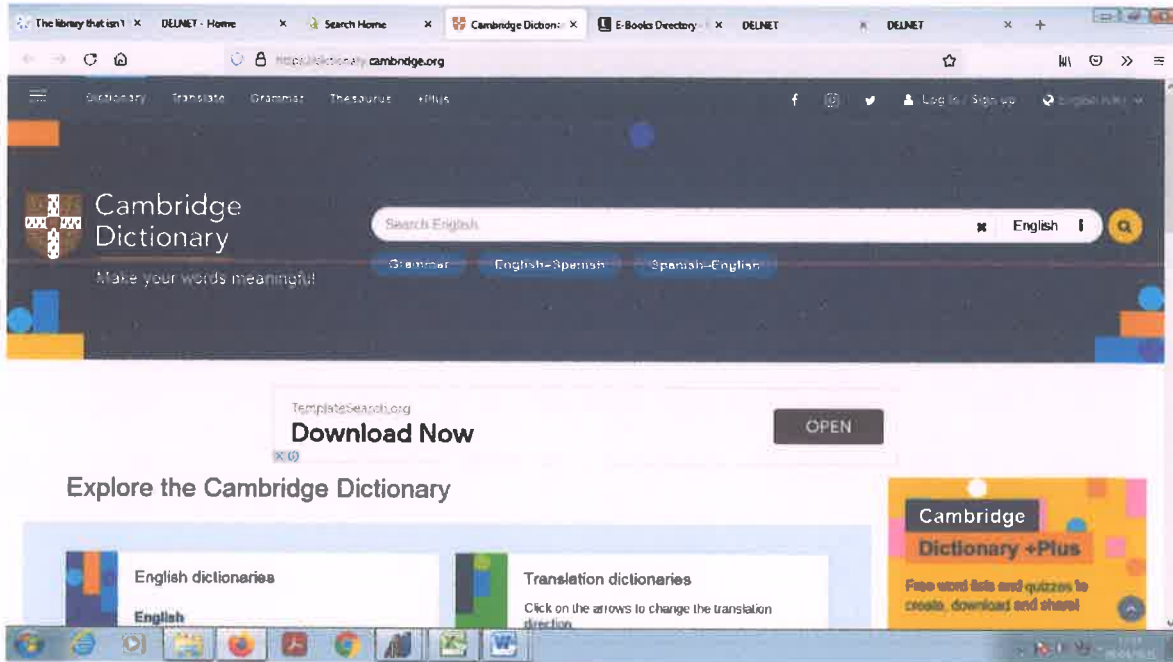 The library that isn't
DELNET - Home
Search Home
Cambridge Dictiona
E-Books Directory -
DELNET
DELNET
https://dictionary.cambridge.org
Dictionary Translate Grammar Thesaurus +Plus
Log in / Sign up
Cambridge
Dictionary
Make your words meaningful
Search English
English
Grammar English–Spanish Spanish–English
TemplateSearch.org
Download Now
OPEN
Explore the Cambridge Dictionary
English dictionaries
English
Translation dictionaries
Click on the arrows to change the translation
direction.
Cambridge
Dictionary +Plus
Free word lists and quizzes to
create, download and share!